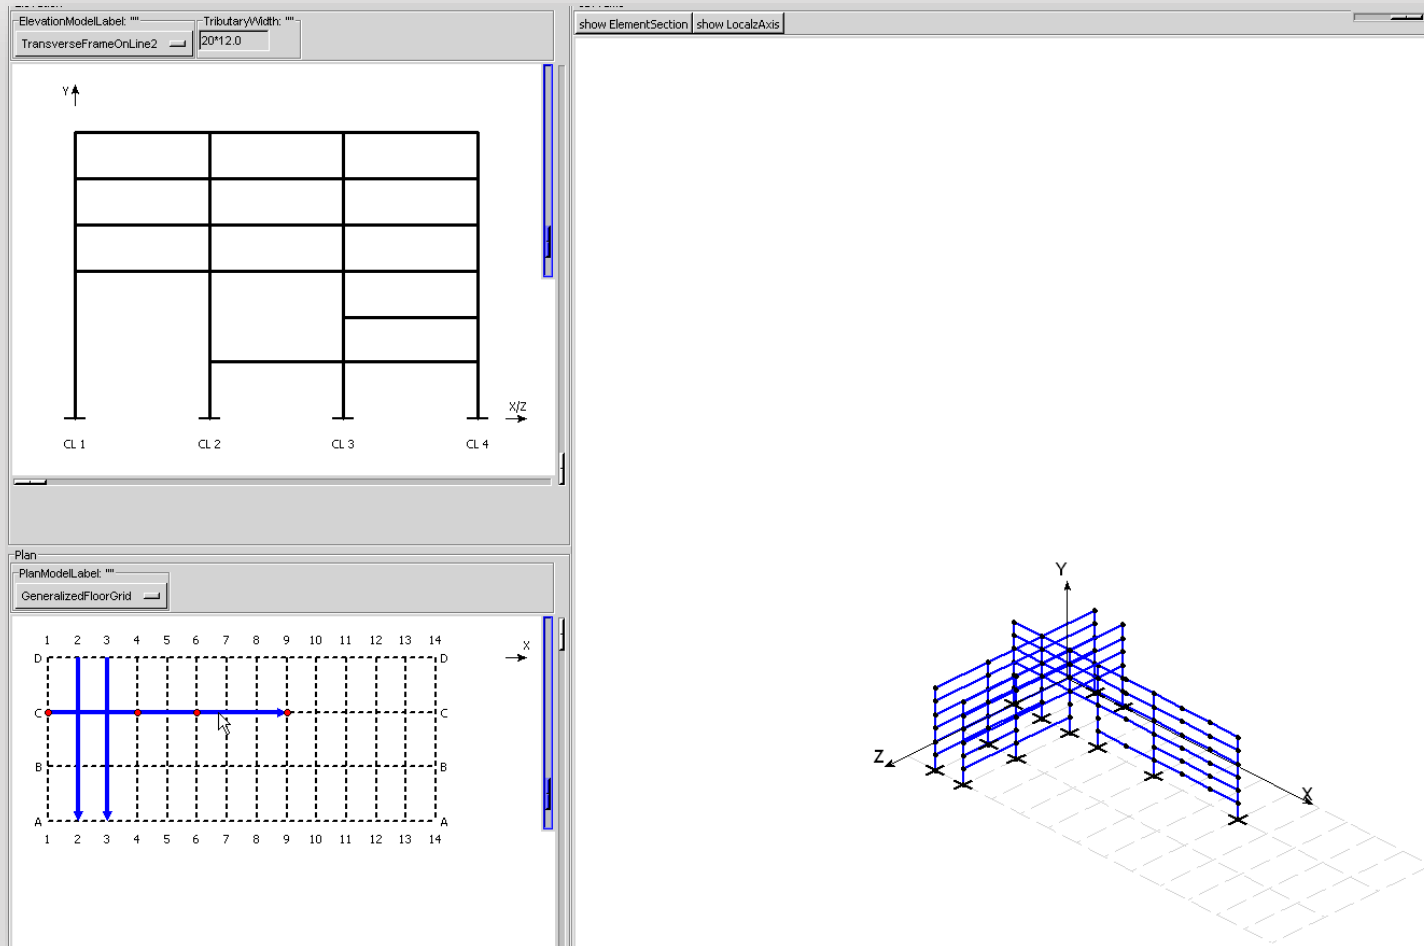 ElevationModelLabel: "" TributaryWidth: ""
TransverseFrameOnLine2 20*12.0
Y
X/Z
CL 1 CL 2 CL 3 CL 4
Plan
PlanModelLabel: ""
GeneralizedFloorGrid
1 2 3 4 5 6 7 8 9 10 11 12 13 14
X
D D
C C
B B
A A
1 2 3 4 5 6 7 8 9 10 11 12 13 14
show ElementSection show LocalzAxis
Y
Z
X